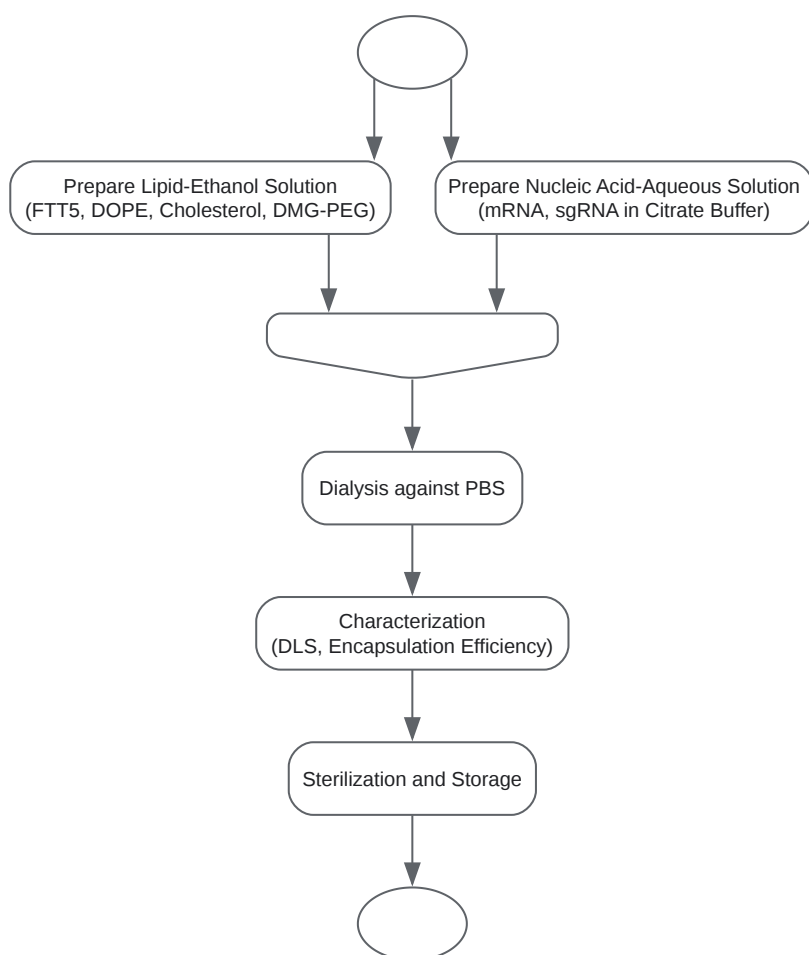 Prepare Lipid-Ethanol Solution
(FTT5, DOPE, Cholesterol, DMG-PEG)
Prepare Nucleic Acid-Aqueous Solution
(mRNA, sgRNA in Citrate Buffer)
Dialysis against PBS
Characterization
(DLS, Encapsulation Efficiency)
Sterilization and Storage